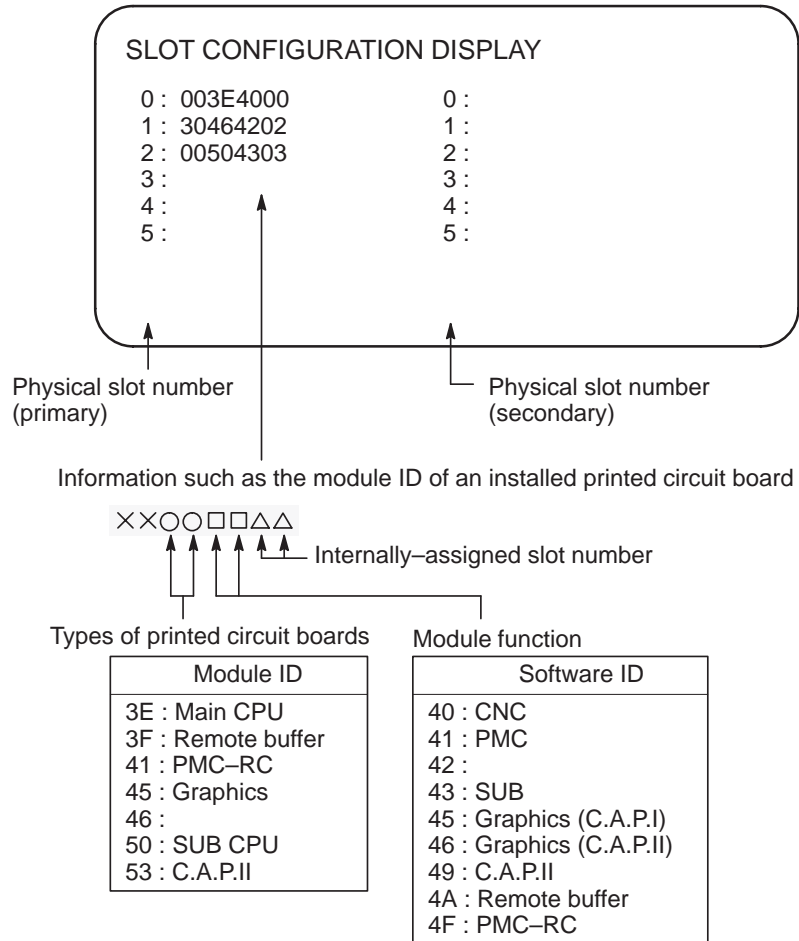 SLOT CONFIGURATION DISPLAY
0 : 003E4000 0 :
1 : 30464202 1 :
2 : 00504303 2 :
3 : 3 :
4 : 4 :
5 : 5 :
Physical slot number (primary)
Physical slot number (secondary)
Information such as the module ID of an installed printed circuit board
××○○□□△△
Internally–assigned slot number
Types of printed circuit boards
Module ID
3E : Main CPU
3F : Remote buffer
41 : PMC–RC
45 : Graphics
46 :
50 : SUB CPU
53 : C.A.P.II
Module function
Software ID
40 : CNC
41 : PMC
42 :
43 : SUB
45 : Graphics (C.A.P.I)
46 : Graphics (C.A.P.II)
49 : C.A.P.II
4A : Remote buffer
4F : PMC–RC